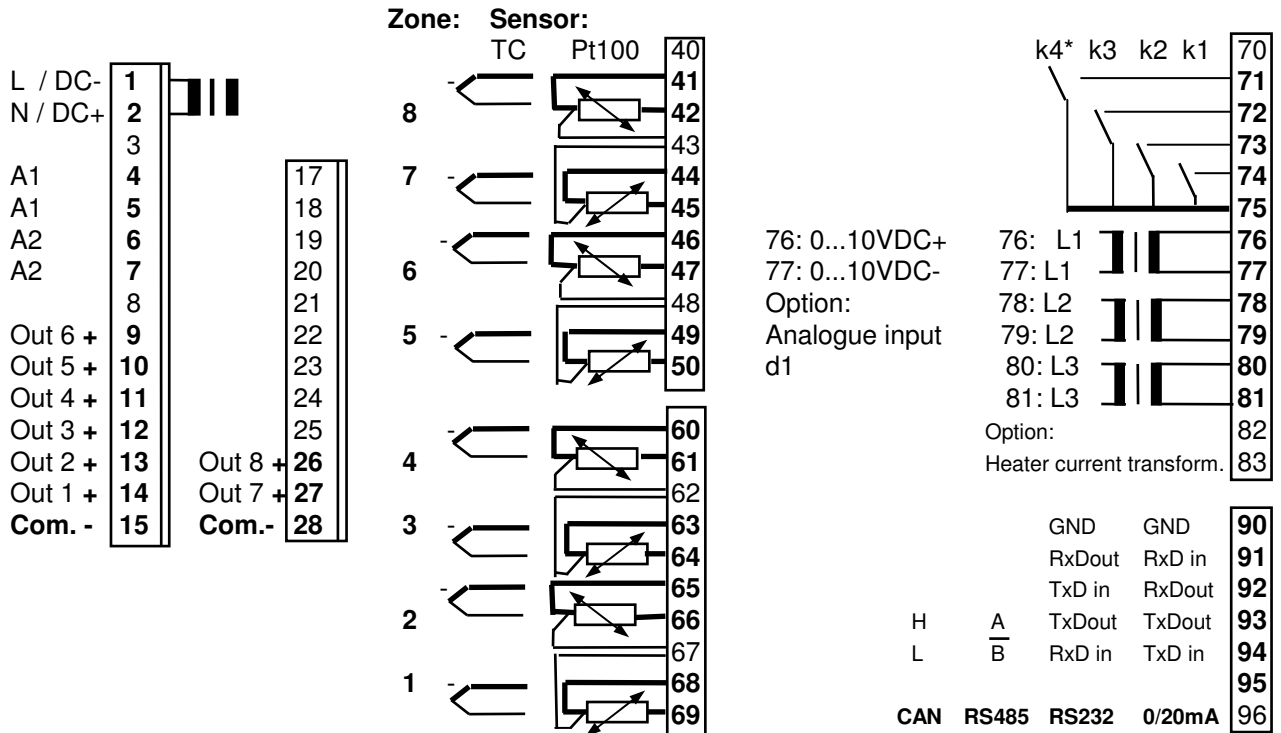 Zone: Sensor:
TC Pt100 40
41
8 42
43
7 44
45
46
6 47
48
5 49
50
60
4 61
62
3 63
64
65
2 66
67
1 68
69
L / DC- 1
N / DC+ 2
3
A1 4
A1 5
A2 6
A2 7
8
Out 6 + 9
Out 5 + 10
Out 4 + 11
Out 3 + 12
Out 2 + 13
Out 1 + 14
Com. - 15
17
18
19
20
21
22
23
24
25
Out 8 + 26
Out 7 + 27
Com.- 28
k4* k3 k2 k1 70
71
72
73
74
75
76: 0...10VDC+ 76: L1 76
77: 0...10VDC- 77: L1 77
Option: 78: L2 78
Analogue input 79: L2 79
d1 80: L3 80
81: L3 81
Option: 82
Heater current transform. 83
GND GND 90
RxDout RxD in 91
TxD in RxDout 92
H A TxDout TxDout 93
L B RxD in TxD in 94
95
CAN RS485 RS232 0/20mA 96